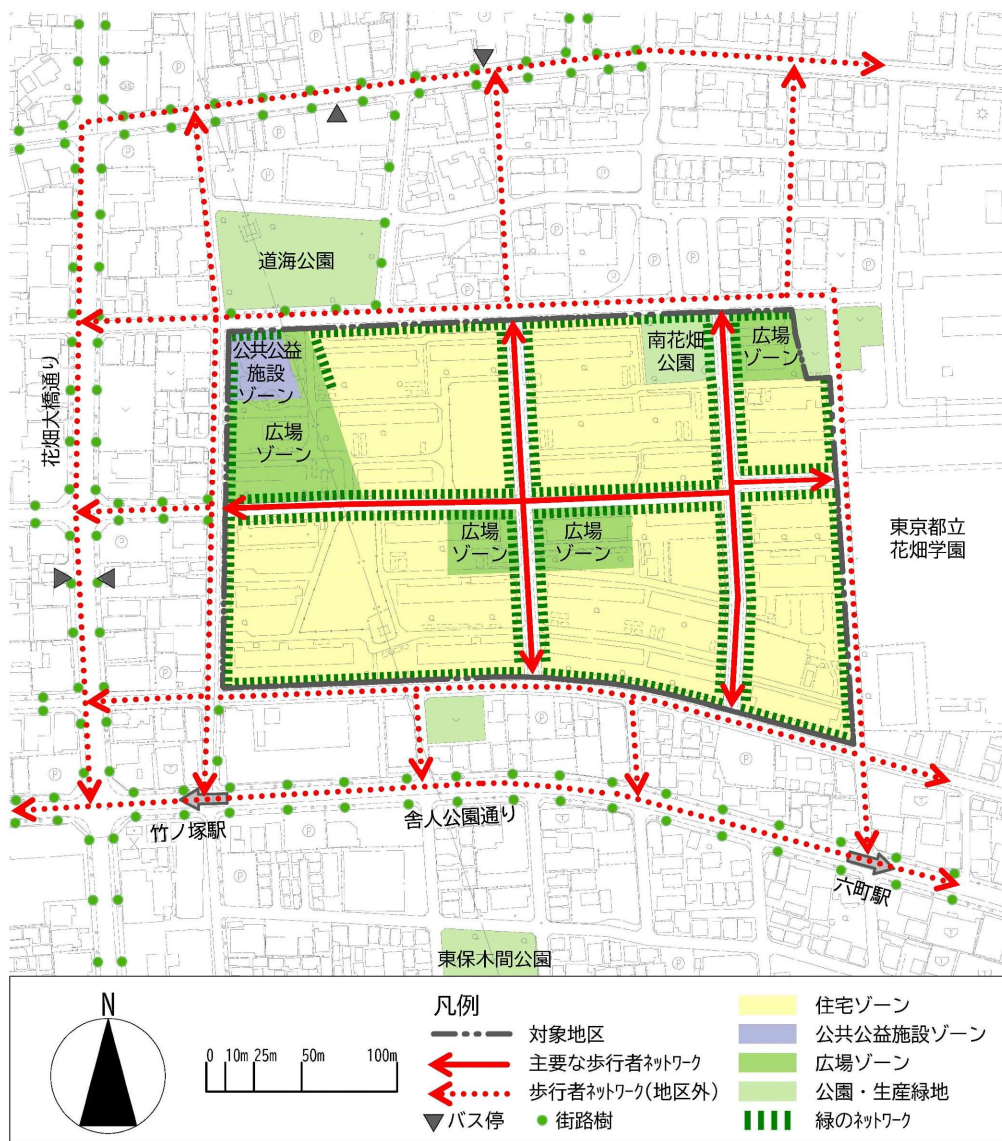 道海公園
公共公益
施設
ゾーン
南花畑
公園
広場
ゾーン
広場
ゾーン
花畑大橋通り
広場
ゾーン
広場
ゾーン
東京都立
花畑学園
竹ノ塚駅
舎人公園通り
六町駅
東保木間公園
N
0 10m 25m 50m 100m
凡例
対象地区
主要な歩行者ネットワーク
歩行者ネットワーク(地区外)
バス停
街路樹
住宅ゾーン
公共公益施設ゾーン
広場ゾーン
公園・生産緑地
緑のネットワーク